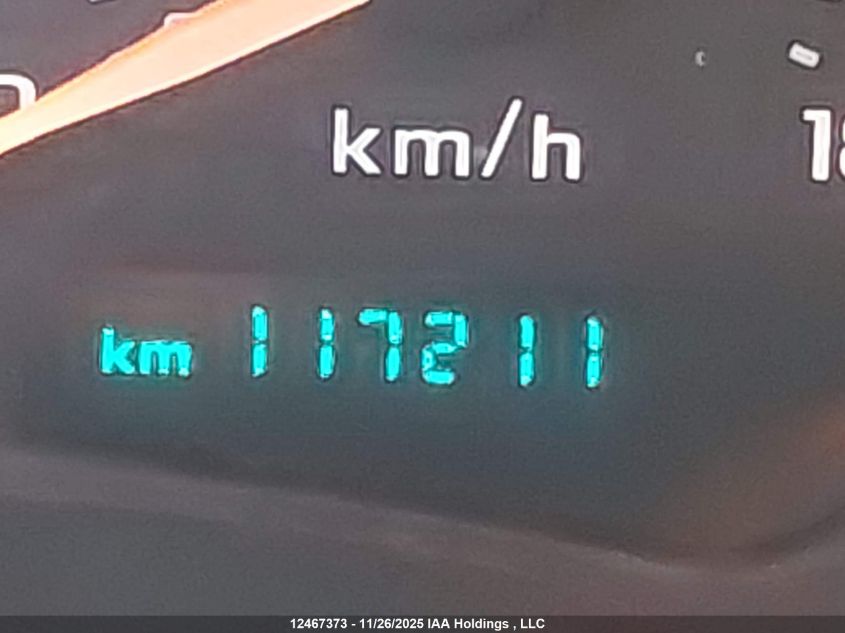 km/h
km 117211
12467373 - 11/26/2025 IAA Holdings , LLC